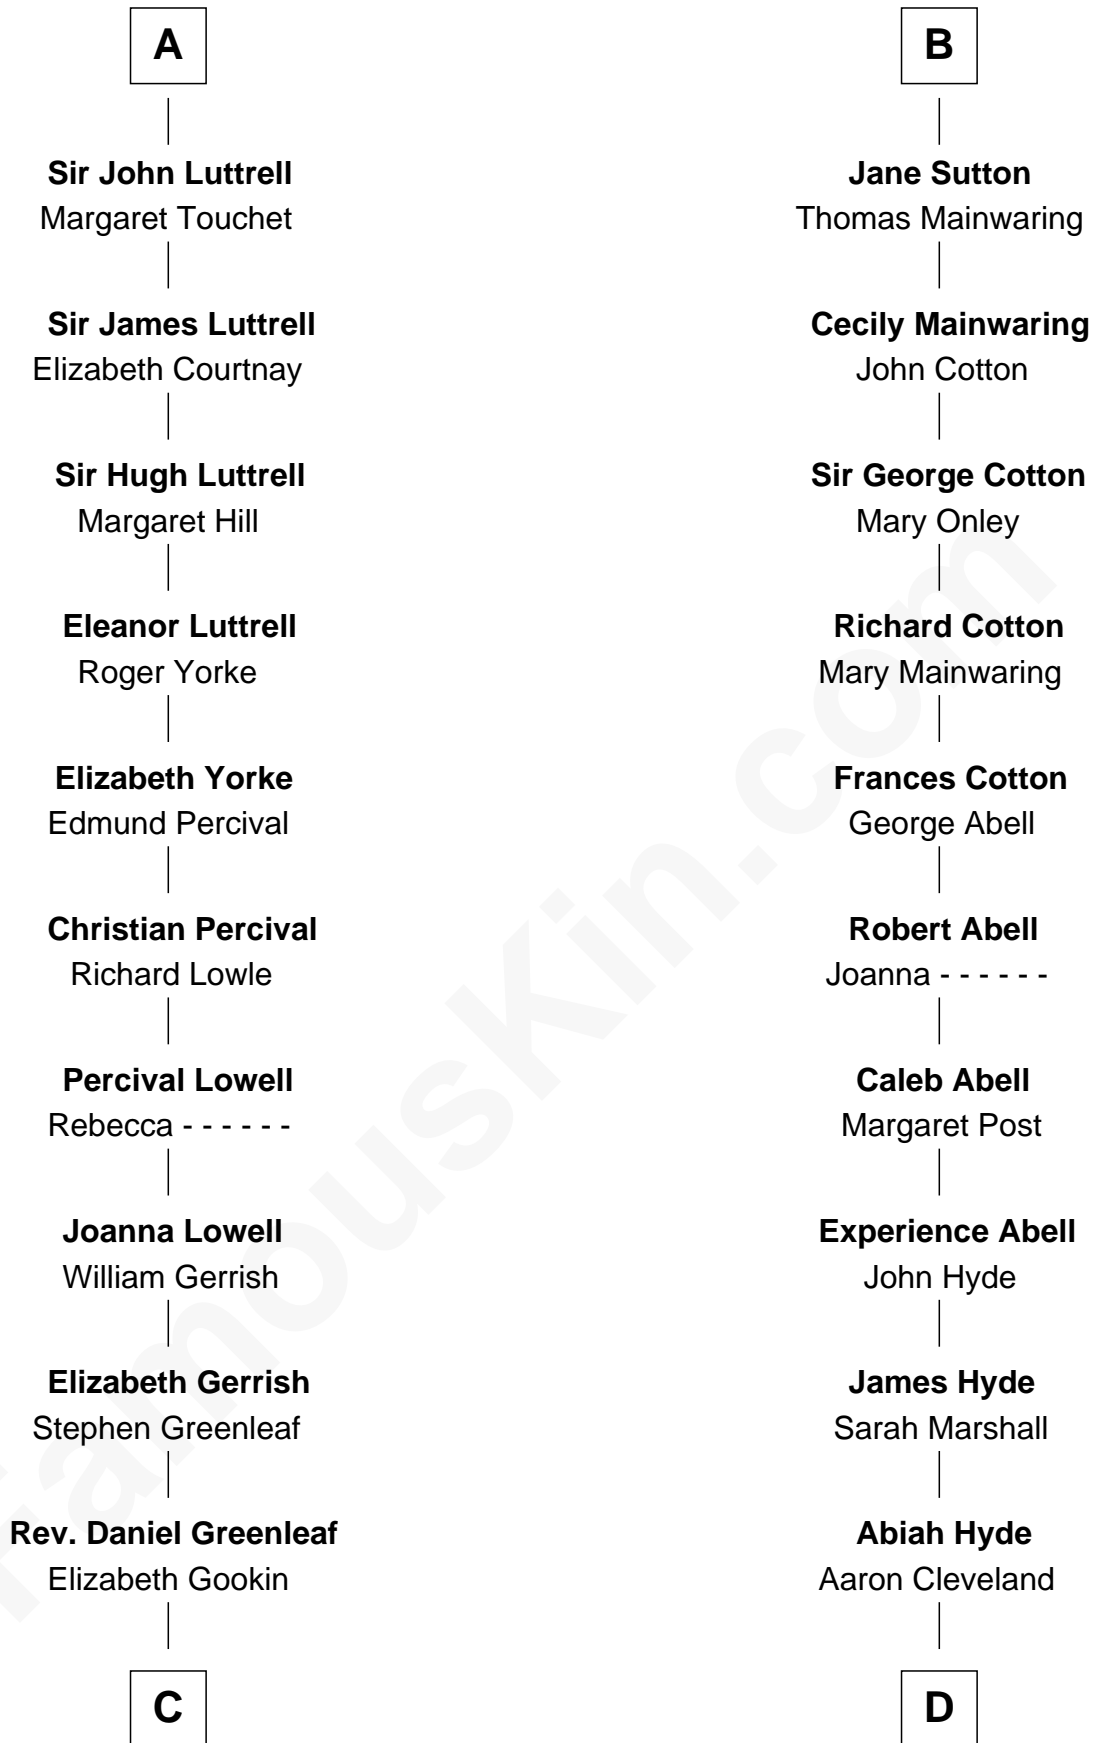 A
Sir John Luttrell
Margaret Touchet
Sir James Luttrell
Elizabeth Courtnay
Sir Hugh Luttrell
Margaret Hill
Eleanor Luttrell
Roger Yorke
Elizabeth Yorke
Edmund Percival
Christian Percival
Richard Lowle
Percival Lowell
Rebecca - - - - - -
Joanna Lowell
William Gerrish
Elizabeth Gerrish
Stephen Greenleaf
Rev. Daniel Greenleaf
Elizabeth Gookin
C
B
Jane Sutton
Thomas Mainwaring
Cecily Mainwaring
John Cotton
Sir George Cotton
Mary Onley
Richard Cotton
Mary Mainwaring
Frances Cotton
George Abell
Robert Abell
Joanna - - - - - -
Caleb Abell
Margaret Post
Experience Abell
John Hyde
James Hyde
Sarah Marshall
Abiah Hyde
Aaron Cleveland
D
FamousKin.com